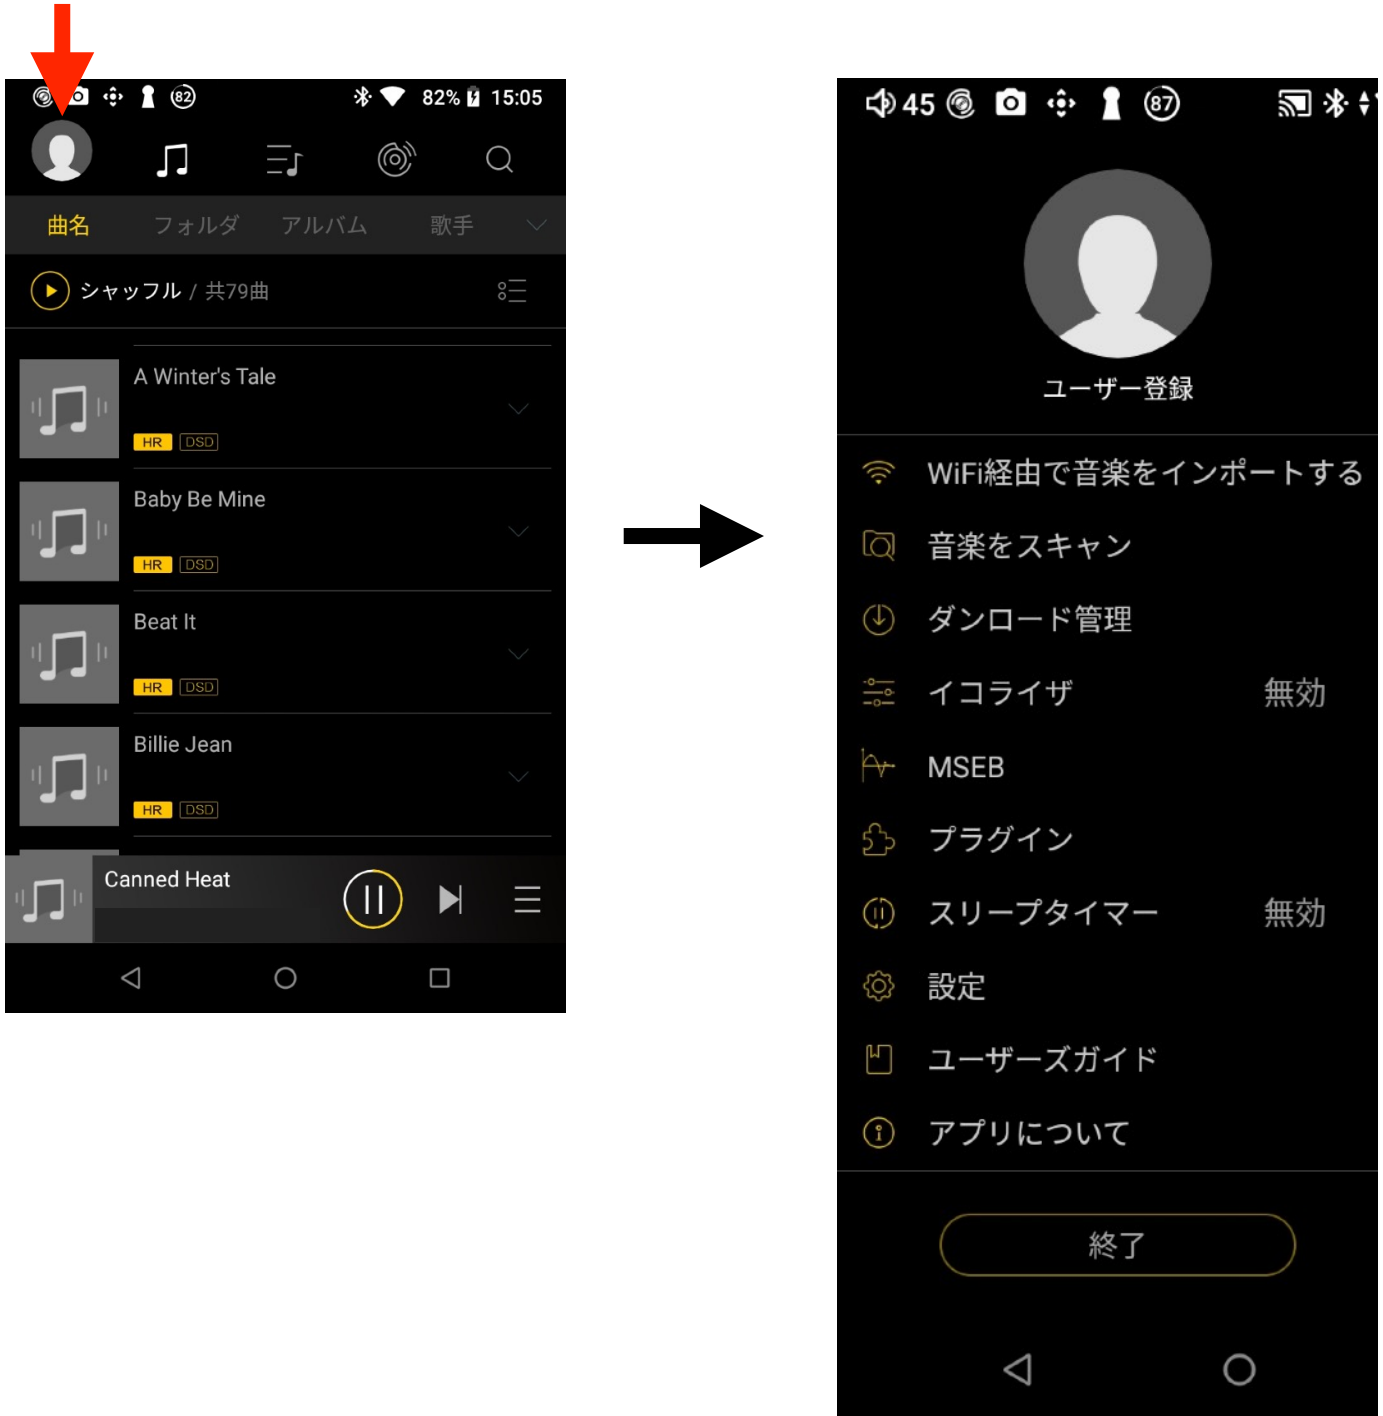 82
82%
15:05
曲名
フォルダ
アルバム
歌手
シャッフル / 共79曲
A Winter's Tale
HR DSD
Baby Be Mine
HR DSD
Beat It
HR DSD
Billie Jean
HR DSD
Canned Heat
45
87
ユーザー登録
WiFi経由で音楽をインポートする
音楽をスキャン
ダンロード管理
イコライザ 無効
MSEB
プラグイン
スリープタイマー 無効
設定
ユーザーズガイド
アプリについて
終了